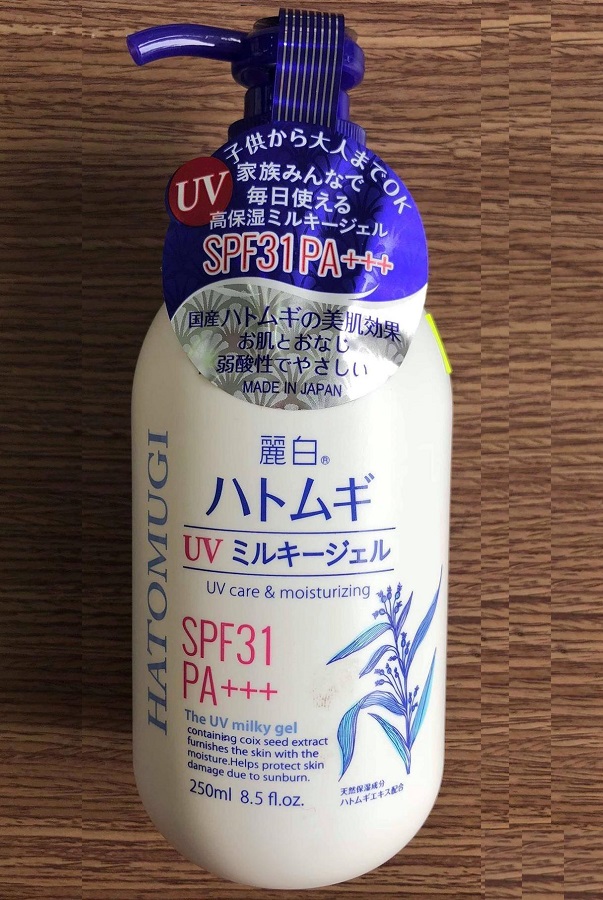 子供から大人までOK
UV
家族みんなで
毎日使える
高保湿ミルキージェル
SPF31PA+++
国産ハトムギの美肌効果
お肌とおなじ
弱酸性でやさしい
MADE IN JAPAN
HATOMUGI
麗白®
ハトムギ
UV ミルキージェル
UV care & moisturizing
SPF31
PA+++
The UV milky gel
containing coix seed extract
furnishes the skin with the
moisture.Helps protect skin
damage due to sunburn.
250ml 8.5 fl.oz.
天然保湿成分
ハトムギエキス配合